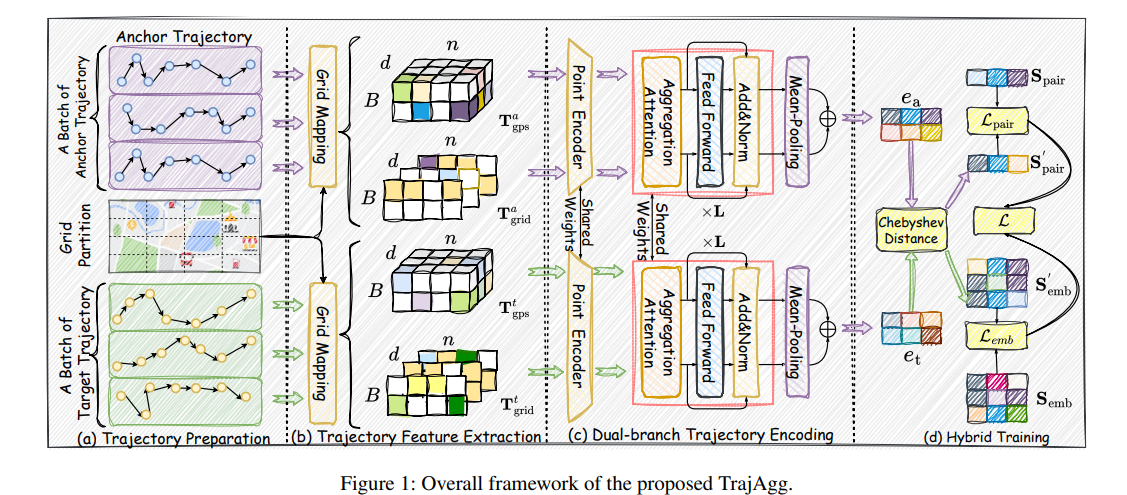 Anchor Trajectory
A Batch of
Anchor Trajectory
Grid
Partition
A Batch of
Target Trajectory
(a) Trajectory Preparation
Grid Mapping
Grid Mapping
n
d
B
T^a_gps
n
d
B
T^a_grid
n
d
B
T^t_gps
n
d
B
T^t_grid
(b) Trajectory Feature Extraction
Point Encoder
Shared
Weights
Point Encoder
Aggregation
Attention
Feed Forward
Add&Norm
Mean-Pooling
×L
Shared
Weights
×L
Aggregation
Attention
Feed Forward
Add&Norm
Mean-Pooling
(c) Dual-branch Trajectory Encoding
e_a
e_t
Chebyshev
Distance
S_pair
L_pair
S'_pair
L
S'_emb
L_emb
S_emb
(d) Hybrid Training
Figure 1: Overall framework of the proposed TrajAgg.